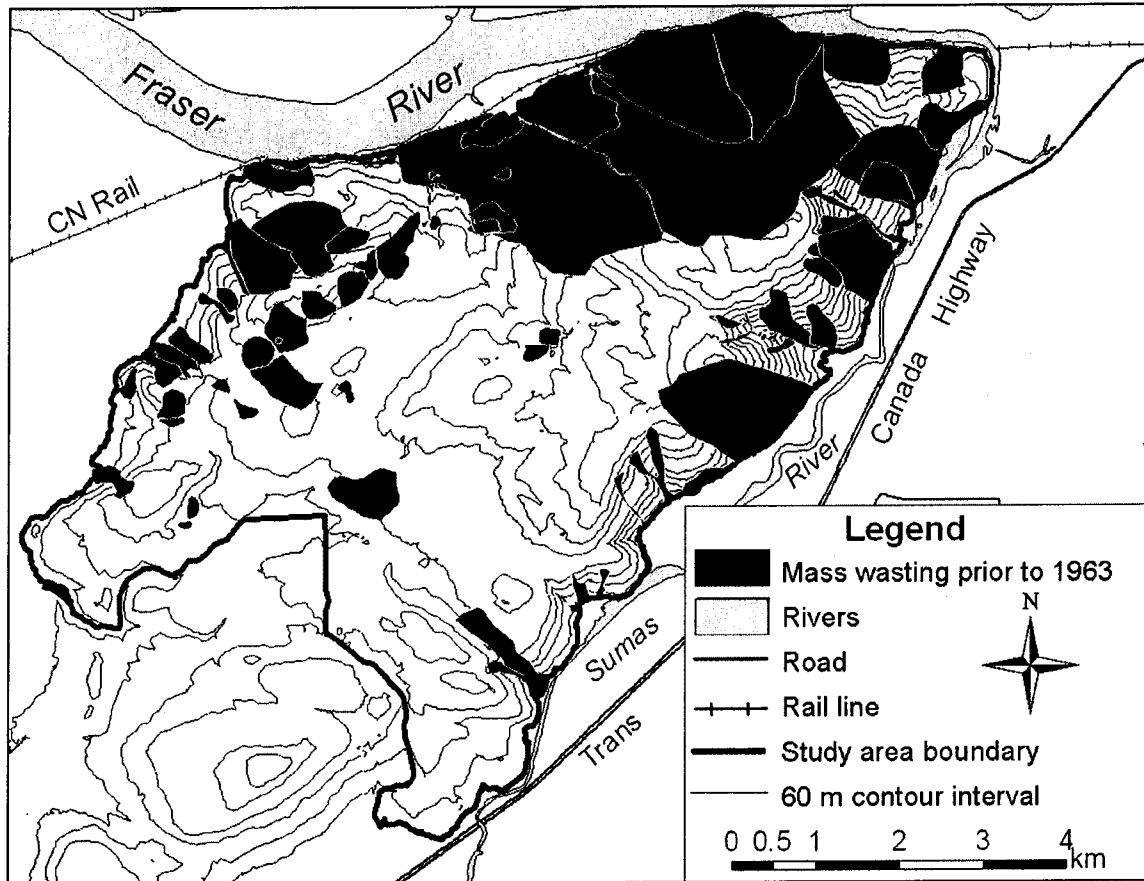 Fraser River
CN Rail
Highway
Canada
River
Sumas
Trans
Legend
Mass wasting prior to 1963
Rivers
N
Road
Rail line
Study area boundary
60 m contour interval
0 0.5 1 2 3 4
km